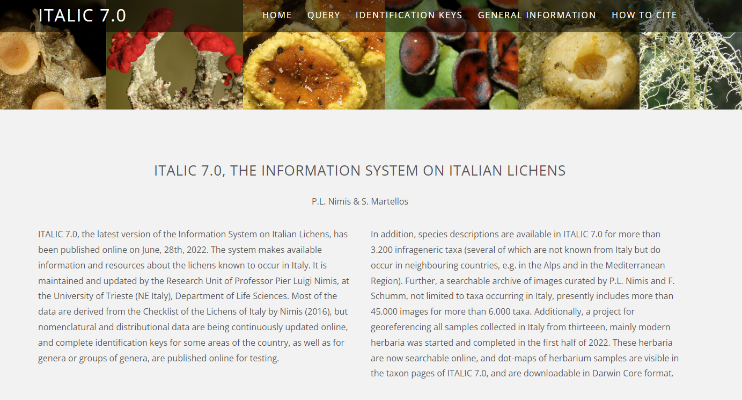 ITALIC 7.0
HOME QUERY IDENTIFICATION KEYS GENERAL INFORMATION HOW TO CITE
ITALIC 7.0, THE INFORMATION SYSTEM ON ITALIAN LICHENS
P.L. Nimis & S. Martellos
ITALIC 7.0, the latest version of the Information System on Italian Lichens, has
been published online on June, 28th, 2022. The system makes available
information and resources about the lichens known to occur in Italy. It is
maintained and updated by the Research Unit of Professor Pier Luigi Nimis, at
the University of Trieste (NE Italy), Department of Life Sciences. Most of the
data are derived from the Checklist of the Lichens of Italy by Nimis (2016), but
nomenclatural and distributional data are being continuously updated online,
and complete identification keys for some areas of the country, as well as for
genera or groups of genera, are published online for testing.
In addition, species descriptions are available in ITALIC 7.0 for more than
3.200 infrageneric taxa (several of which are not known from Italy but do
occur in neighbouring countries, e.g. in the Alps and in the Mediterranean
Region). Further, a searchable archive of images curated by P.L. Nimis and F.
Schumm, not limited to taxa occurring in Italy, presently includes more than
45.000 images for more than 6.000 taxa. Additionally, a project for
georeferencing all samples collected in Italy from thirteeen, mainly modern
herbaria was started and completed in the first half of 2022. These herbaria
are now searchable online, and dot-maps of herbarium samples are visible in
the taxon pages of ITALIC 7.0, and are downloadable in Darwin Core format.